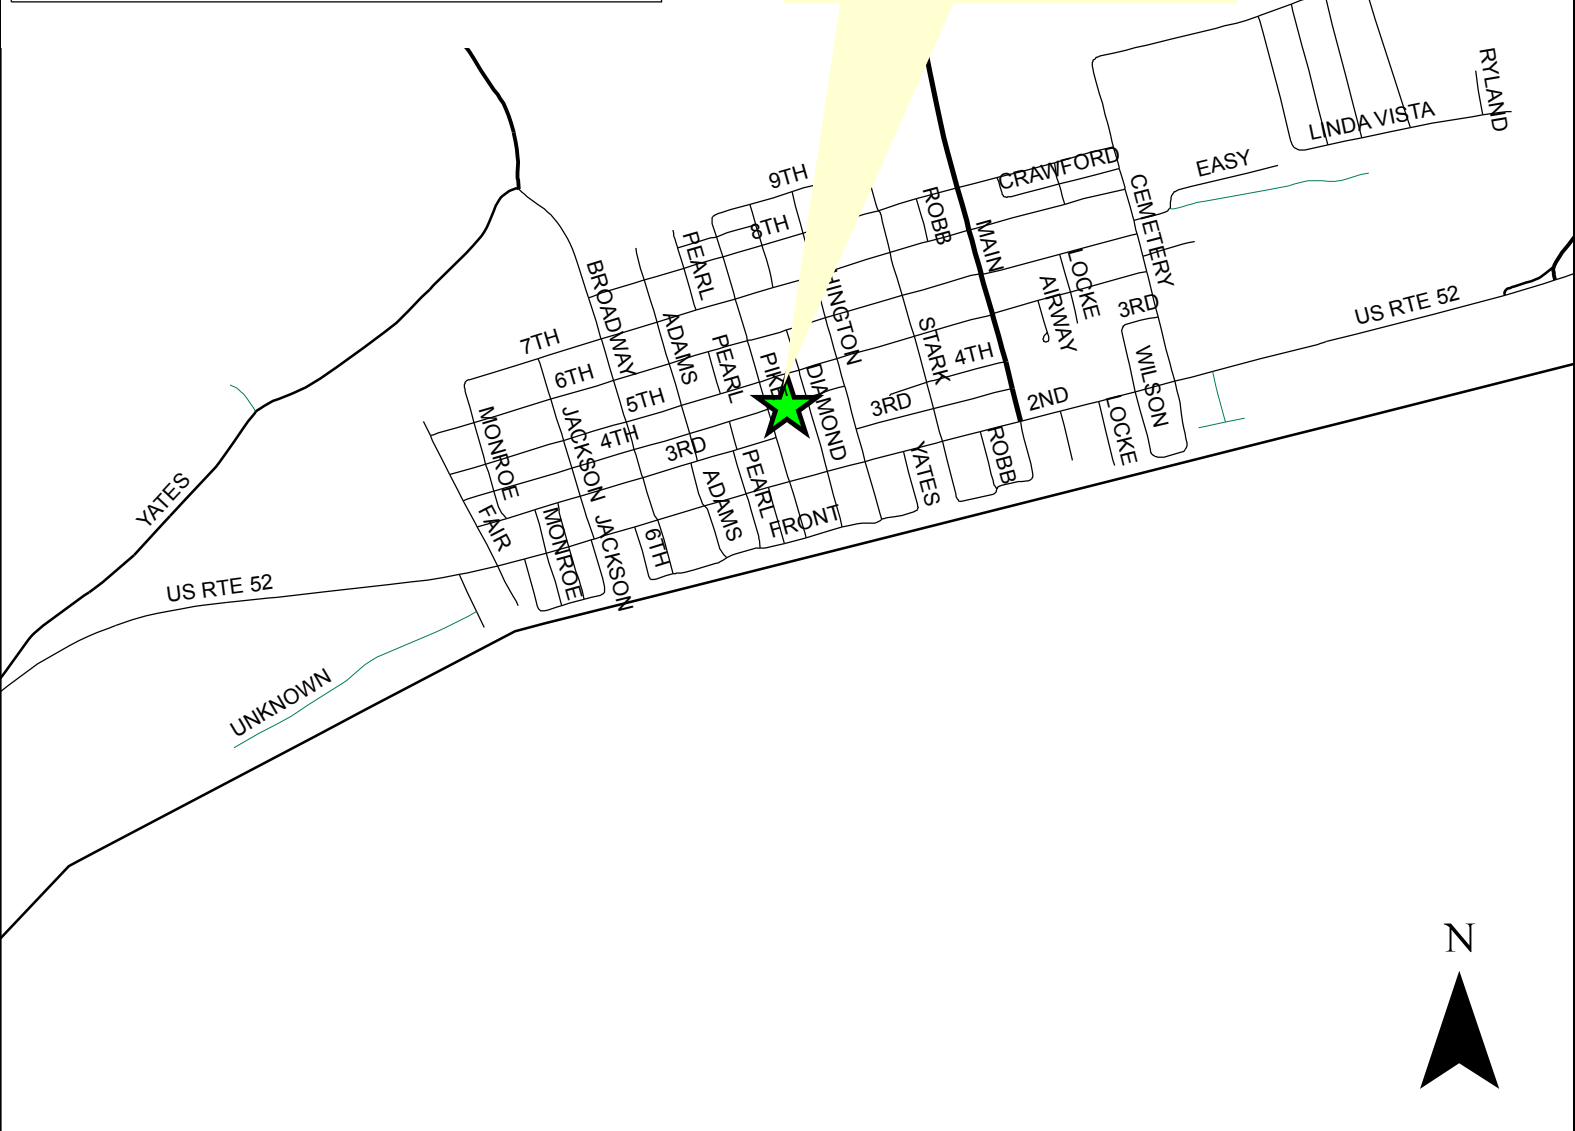 RYLAND
LINDA VISTA
CRAWFORD
EASY
9TH
CEMETERY
ROBB
8TH
MAIN
PEARL
LOCKE
BROADWAY
HINGTON
AIRWAY
US RTE 52
3RD
ADAMS
STARK
7TH
PEARL
4TH
WILSON
PIKE
DIAMOND
6TH
5TH
3RD
2ND
MONROE
JACKSON
4TH
LOCKE
3RD
ROBB
YATES
PEARL
ADAMS
YATES
FAIR
MONROE
JACKSON
FRONT
6TH
US RTE 52
UNKNOWN
N